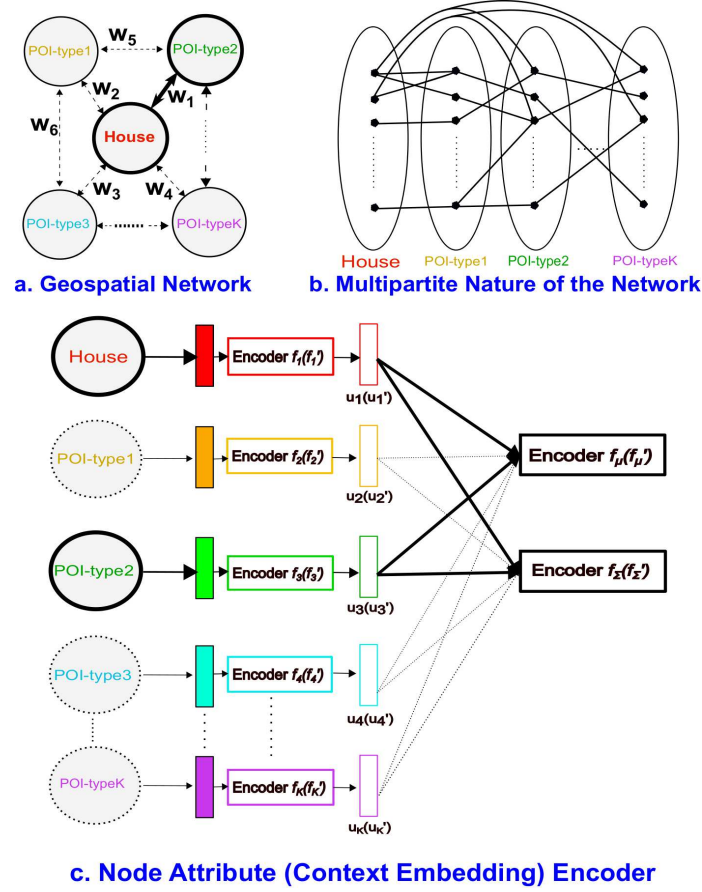 POI-type1
W5
POI-type2
W2
W1
W6
House
W3
W4
POI-type3
POI-typeK
a. Geospatial Network
House
POI-type1
POI-type2
POI-typeK
b. Multipartite Nature of the Network
House
Encoder f1(f1')
u1(u1')
POI-type1
Encoder f2(f2')
u2(u2')
Encoder fμ(fμ')
POI-type2
Encoder f3(f3')
u3(u3')
Encoder fΣ(fΣ')
POI-type3
Encoder f4(f4')
u4(u4')
POI-typeK
Encoder fK(fK')
uK(uK')
c. Node Attribute (Context Embedding) Encoder